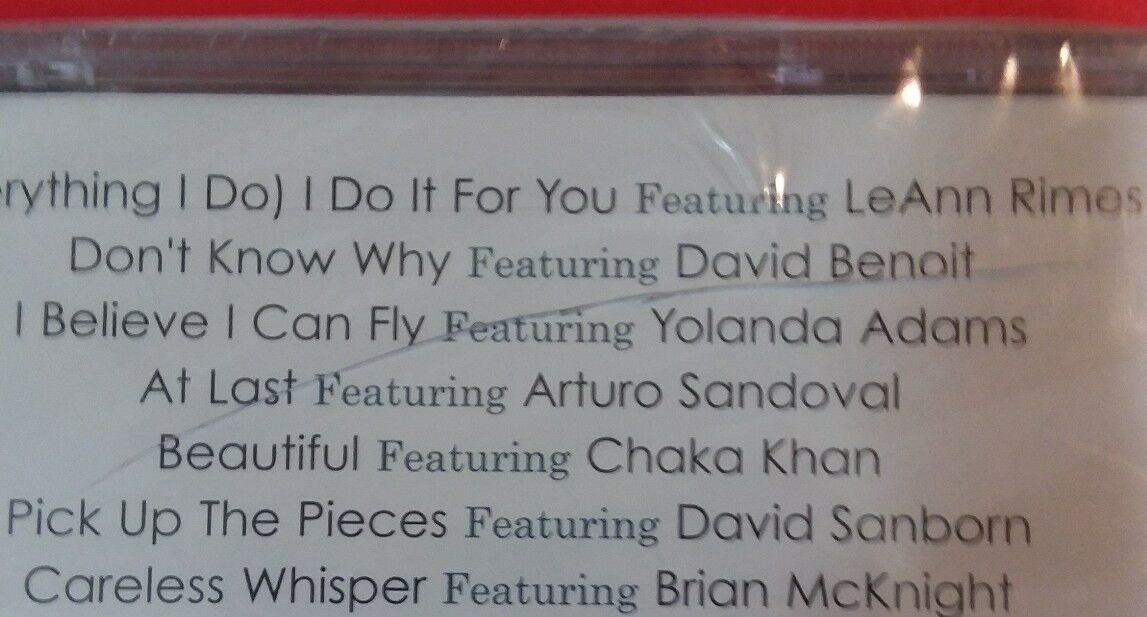 rything I Do) I Do It For You Featuring LeAnn Rimes
Don't Know Why Featuring David Benoit
I Believe I Can Fly Featuring Yolanda Adams
At Last Featuring Arturo Sandoval
Beautiful Featuring Chaka Khan
Pick Up The Pieces Featuring David Sanborn
Careless Whisper Featuring Brian McKnight